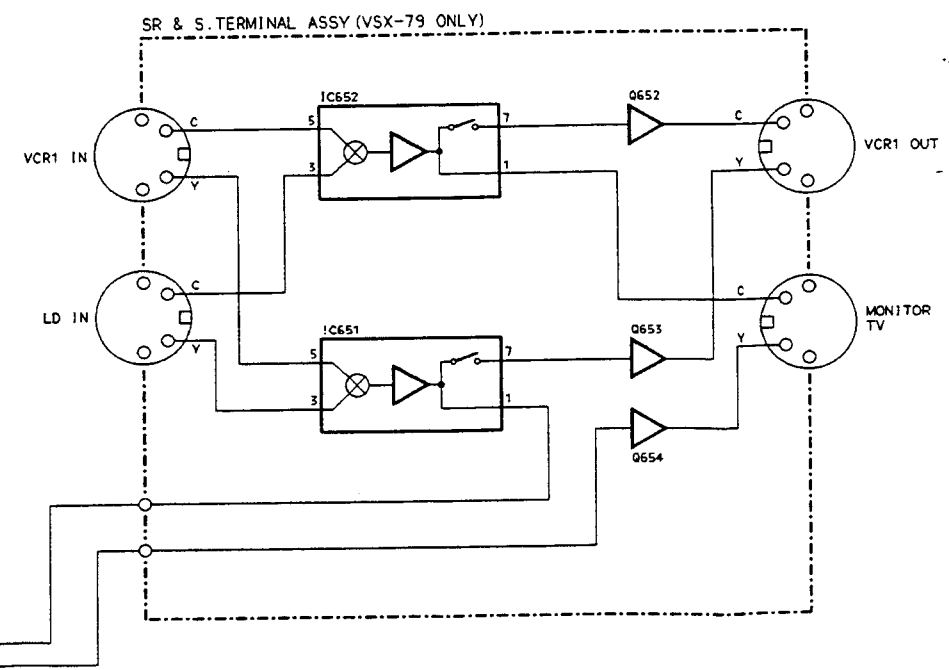 SR & S.TERMINAL ASSY(VSX-79 ONLY)
IC652
Q652
VCR1 IN
C
Y
5
3
7
1
C
Y
VCR1 OUT
LD IN
C
Y
IC651
5
3
7
1
Q653
Q654
C
Y
MONITOR
TV